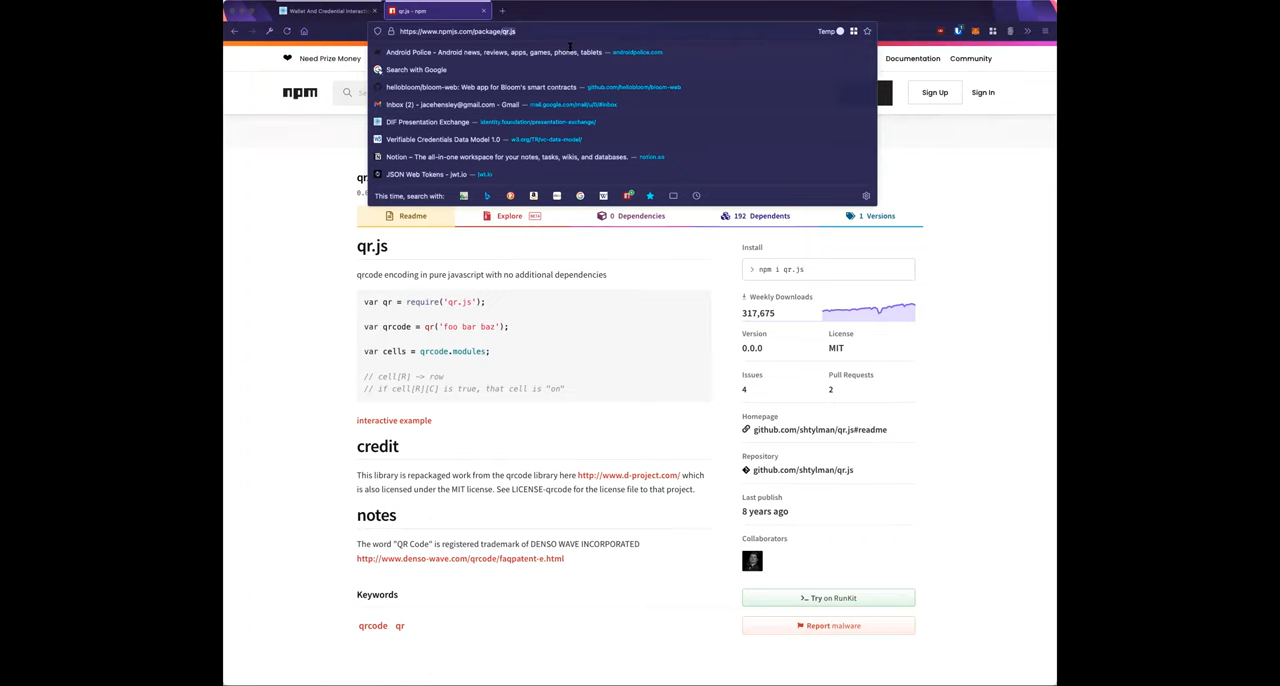 Wallet And Credential Interacti
qr.js - npm
https://www.npmjs.com/package/qr.js
Temp
Android Police - Android news, reviews, apps, games, phones, tablets — androidpolice.com
Search with Google
hellobloom/bloom-web: Web app for Bloom's smart contracts — github.com/hellobloom/bloom-web
Inbox (2) - jacehensley@gmail.com - Gmail — mail.google.com/mail/u/0/#inbox
DIF Presentation Exchange — identity.foundation/presentation-exchange/
Verifiable Credentials Data Model 1.0 — w3.org/TR/vc-data-model/
Notion – The all-in-one workspace for your notes, tasks, wikis, and databases. — notion.so
JSON Web Tokens - jwt.io — jwt.io
This time, search with:
Need Prize Money
Documentation
Community
npm
Sign Up
Sign In
Readme
Explore BETA
0 Dependencies
192 Dependents
1 Versions
qr.js
qrcode encoding in pure javascript with no additional dependencies
var qr = require('qr.js');
var qrcode = qr('foo bar baz');
var cells = qrcode.modules;
// cell[R] -> row
// if cell[R][C] is true, that cell is "on"
interactive example
credit
This library is repackaged work from the qrcode library here http://www.d-project.com/ which
is also licensed under the MIT license. See LICENSE-qrcode for the license file to that project.
notes
The word "QR Code" is registered trademark of DENSO WAVE INCORPORATED
http://www.denso-wave.com/qrcode/faqpatent-e.html
Keywords
qrcode qr
Install
> npm i qr.js
Weekly Downloads
317,675
Version
License
0.0.0
MIT
Issues
Pull Requests
4
2
Homepage
github.com/shtylman/qr.js#readme
Repository
github.com/shtylman/qr.js
Last publish
8 years ago
Collaborators
>_ Try on RunKit
Report malware